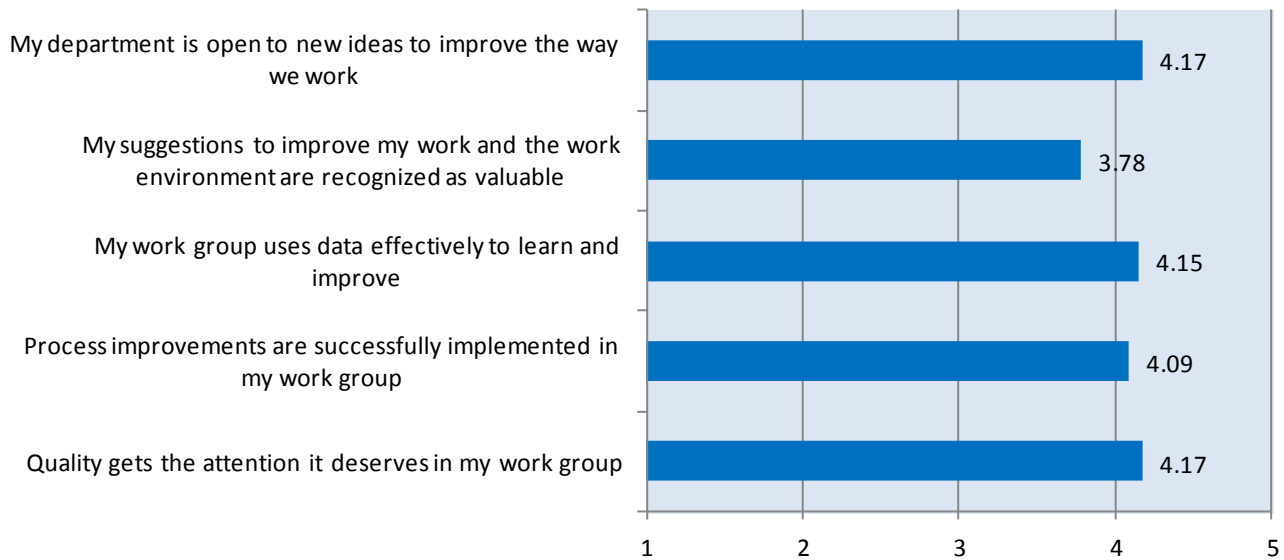 My department is open to new ideas to improve the way
we work
4.17
My suggestions to improve my work and the work
environment are recognized as valuable
3.78
My work group uses data effectively to learn and
improve
4.15
Process improvements are successfully implemented in
my work group
4.09
Quality gets the attention it deserves in my work group
4.17
1 2 3 4 5